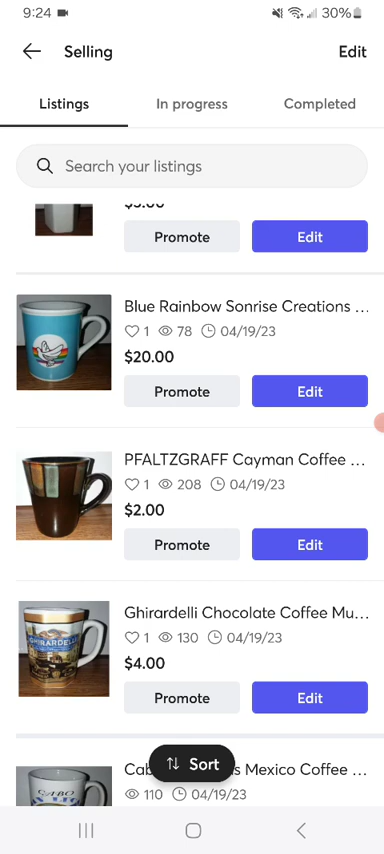 9:24 30%
Selling Edit
Listings In progress Completed
Search your listings
Promote Edit
Blue Rainbow Sonrise Creations ...
1 78 04/19/23
$20.00
Promote Edit
PFALTZGRAFF Cayman Coffee ...
1 208 04/19/23
$2.00
Promote Edit
GHIRARDELLI
Ghirardelli Chocolate Coffee Mu...
1 130 04/19/23
$4.00
Promote Edit
Sort
CABO
Mexico Coffee ...
110 04/19/23